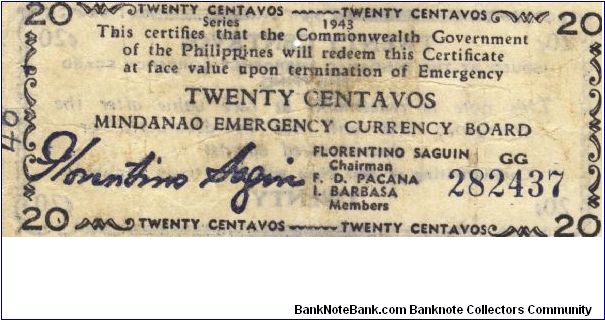 20 TWENTY CENTAVOS TWENTY CENTAVOS 20
Series 1943
This certifies that the Commonwealth Government
of the Philippines will redeem this Certificate
at face value upon termination of Emergency
TWENTY CENTAVOS
MINDANAO EMERGENCY CURRENCY BOARD
40
Florentino Saguin
FLORENTINO SAGUIN
Chairman
F. D. PACANA
I. BARBASA
Members
GG
282437
20 TWENTY CENTAVOS TWENTY CENTAVOS 20
BankNoteBank.com Banknote Collectors Community